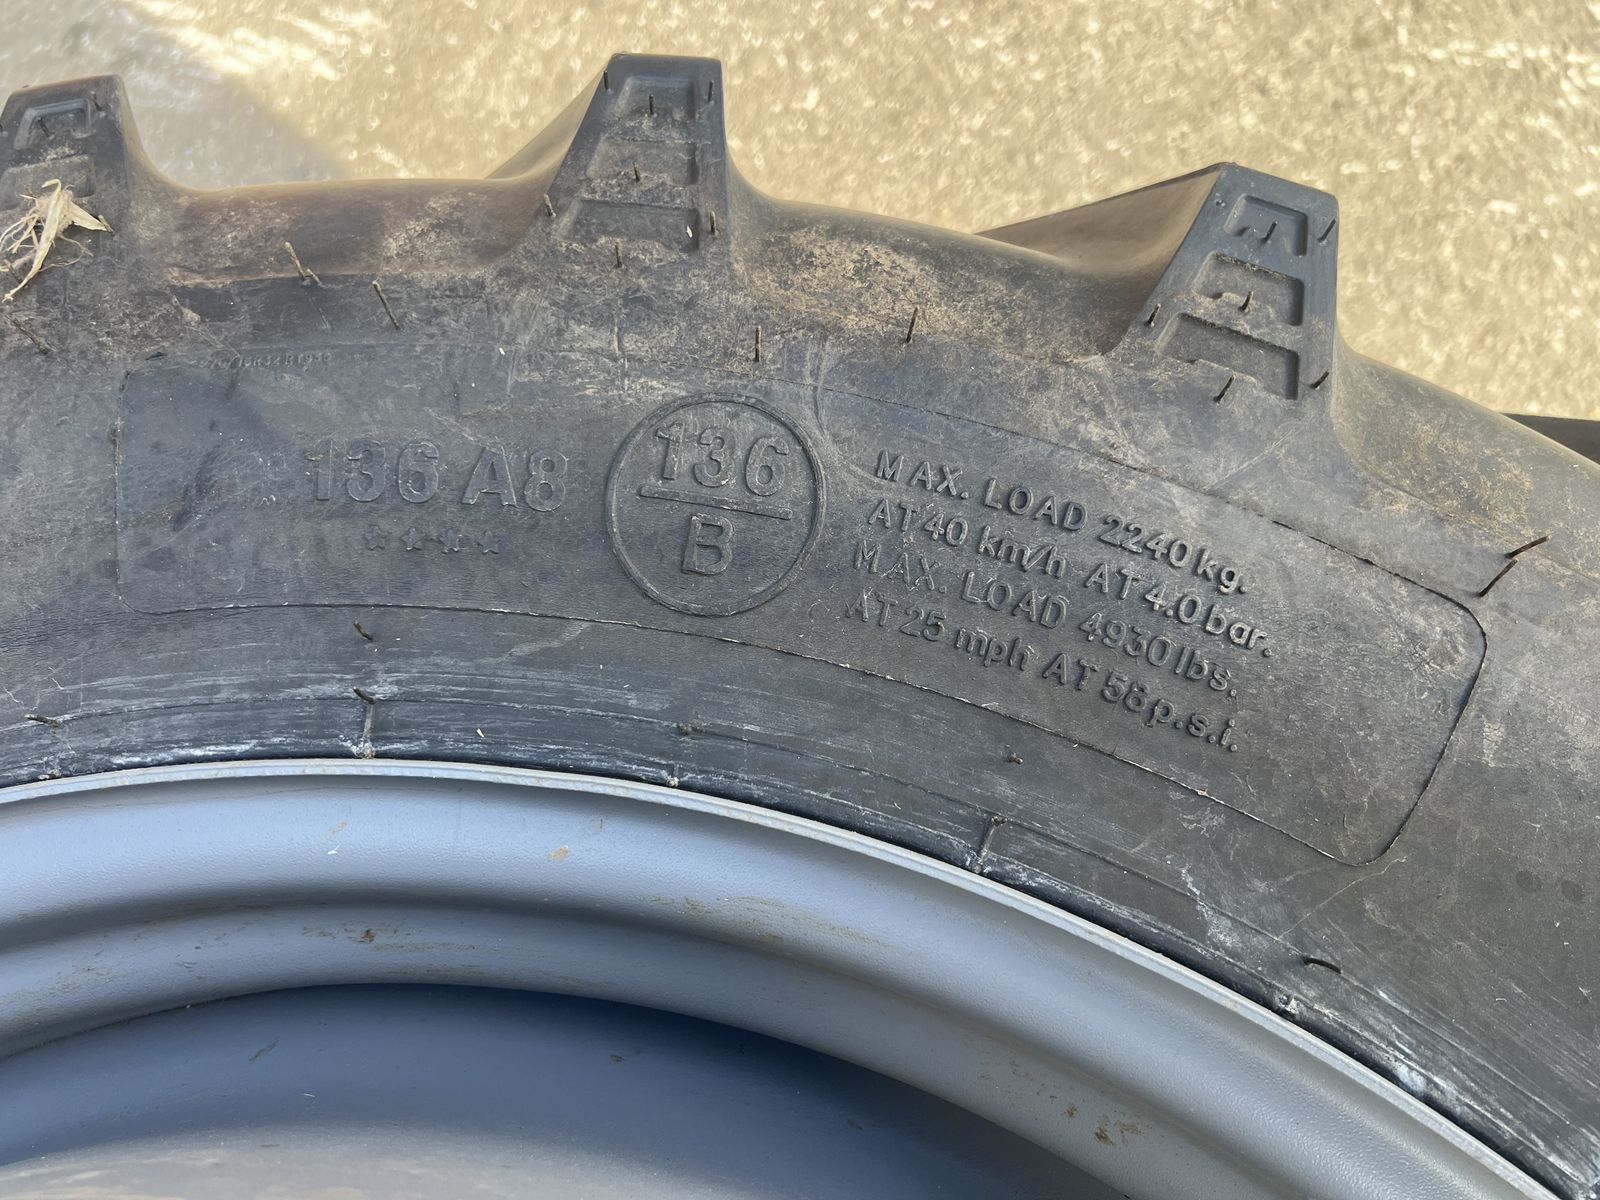 136 A8
****
136
B
MAX. LOAD 2240 kg.
AT 40 km/h AT 4.0 bar.
MAX. LOAD 4930 lbs.
AT 25 mph AT 58 p.s.i.